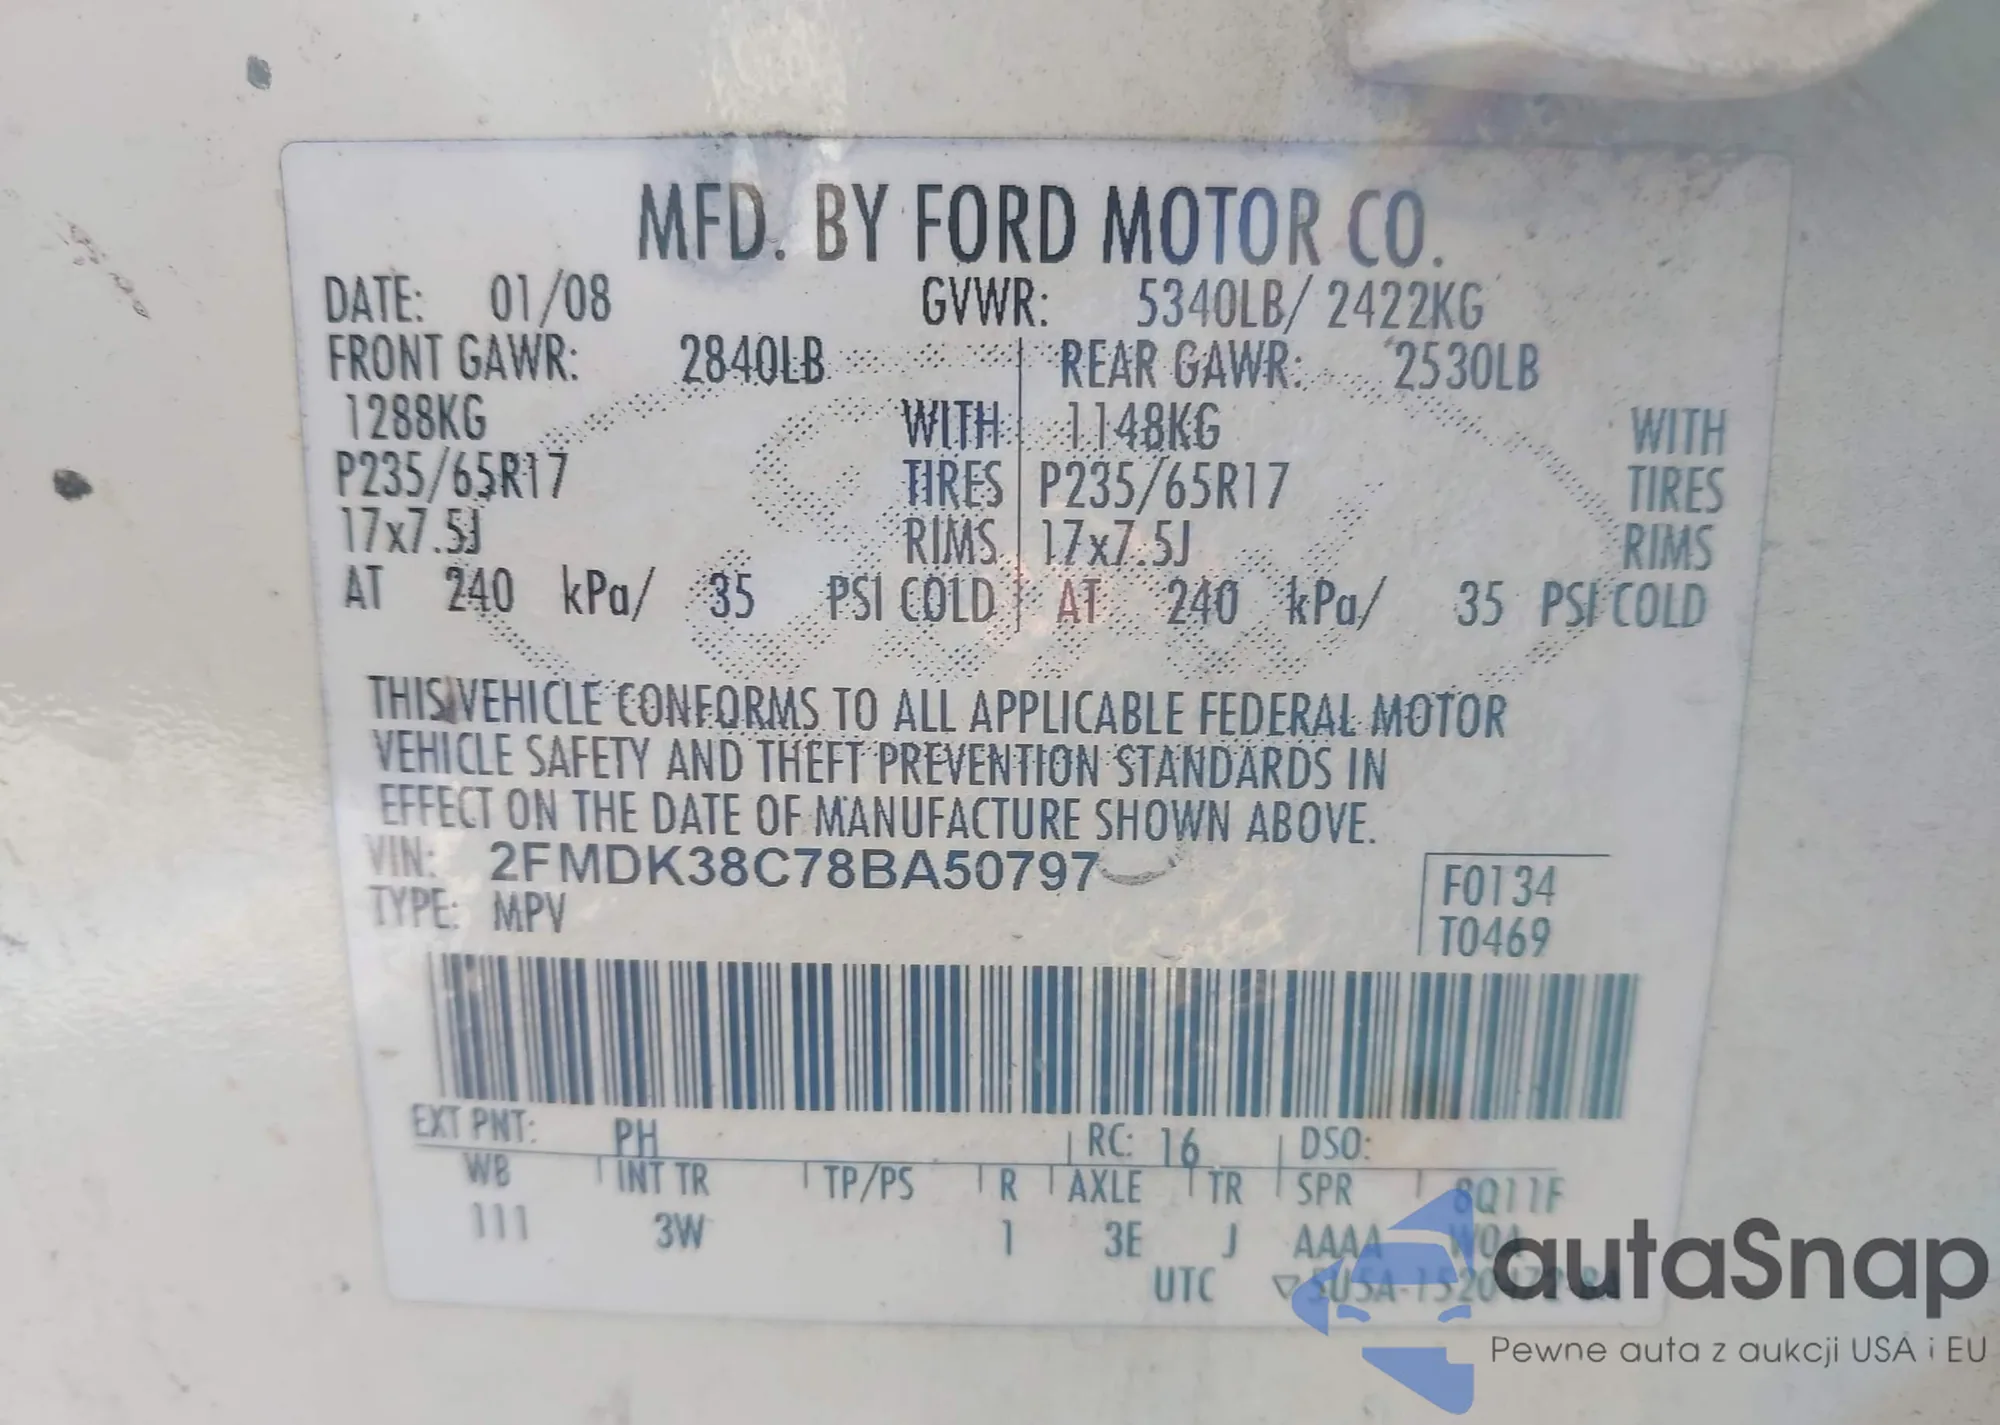 MFD. BY FORD MOTOR CO.
DATE: 01/08 GVWR: 5340LB/ 2422KG
FRONT GAWR: 2840LB REAR GAWR: 2530LB
1288KG WITH 1148KG WITH
P235/65R17 TIRES P235/65R17 TIRES
17x7.5J RIMS 17x7.5J RIMS
AT 240 kPa/ 35 PSI COLD AT 240 kPa/ 35 PSI COLD
THIS VEHICLE CONFORMS TO ALL APPLICABLE FEDERAL MOTOR
VEHICLE SAFETY AND THEFT PREVENTION STANDARDS IN
EFFECT ON THE DATE OF MANUFACTURE SHOWN ABOVE.
VIN: 2FMDK38C78BA50797
TYPE: MPV
F0134
T0469
EXT PNT: PH RC: 16 DSO:
WB INT TR TP/PS R AXLE TR SPR 8Q11F
111 3W 1 3E J AAAA
UTC
autoSnap
Pewne auta z aukcji USA i EU